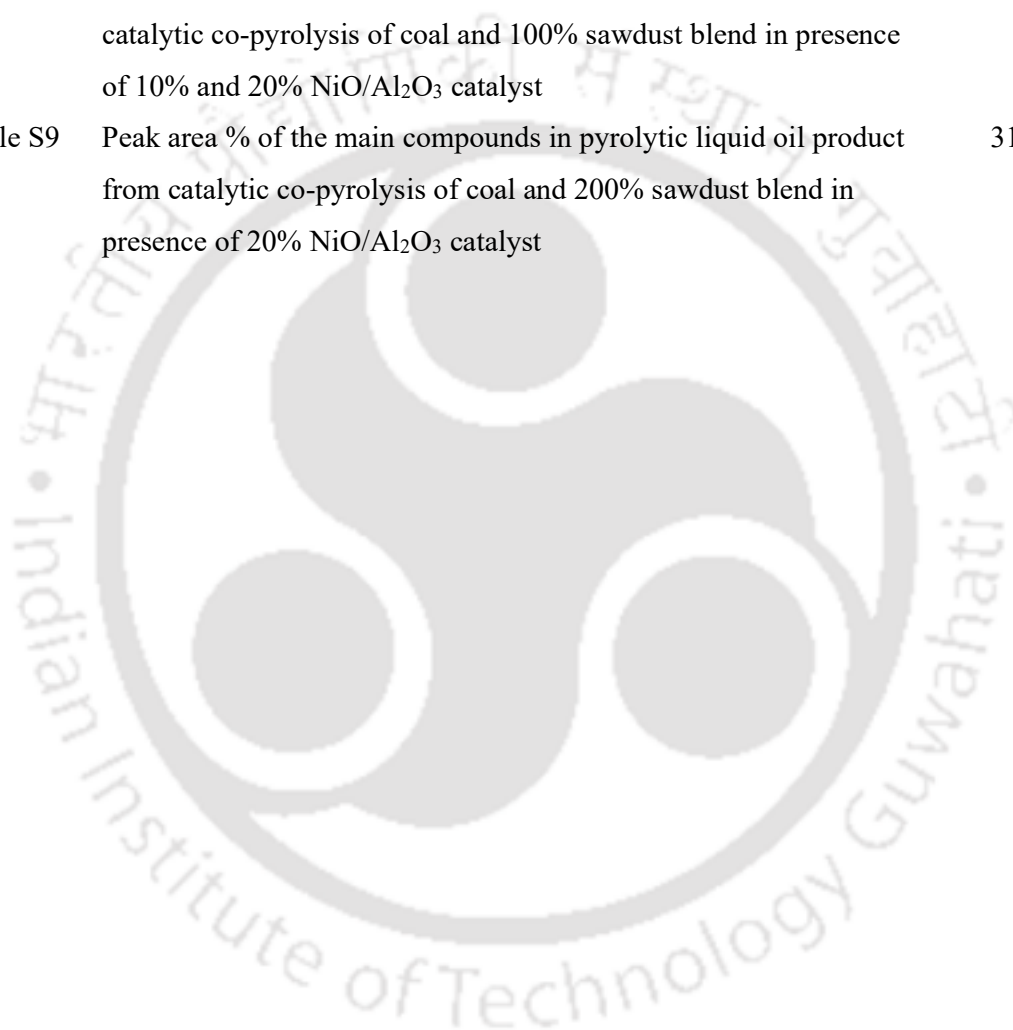 catalytic co-pyrolysis of coal and 100% sawdust blend in presence
of 10% and 20% NiO/Al₂O₃ catalyst
le S9 Peak area % of the main compounds in pyrolytic liquid oil product 31
from catalytic co-pyrolysis of coal and 200% sawdust blend in
presence of 20% NiO/Al₂O₃ catalyst
भारतीय प्रौद्योगिकी संस्थान गुवाहाटी
Indian Institute of Technology Guwahati